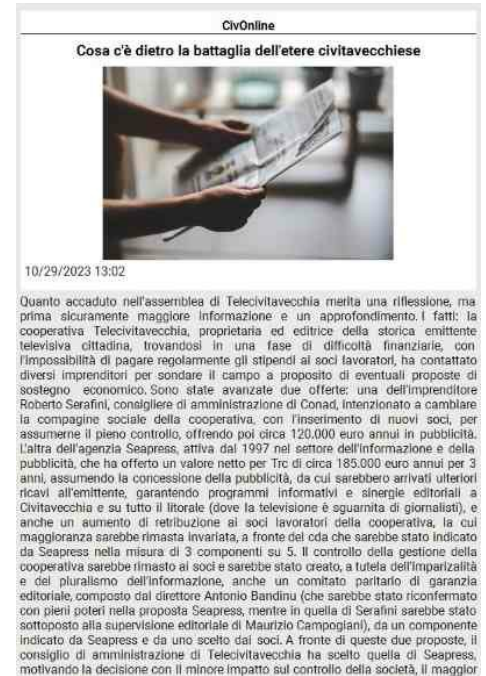 CivOnline
Cosa c'è dietro la battaglia dell'etere civitavecchiese
10/29/2023 13:02
Quanto accaduto nell'assemblea di Telecivitavecchia merita una riflessione, ma
prima sicuramente maggiore informazione e un approfondimento. I fatti: la
cooperativa Telecivitavecchia, proprietaria ed editrice della storica emittente
televisiva cittadina, trovandosi in una fase di difficoltà finanziarie, con
l'impossibilità di pagare regolarmente gli stipendi ai soci lavoratori, ha contattato
diversi imprenditori per sondare il campo a proposito di eventuali proposte di
sostegno economico. Sono state avanzate due offerte: una dell'imprenditore
Roberto Serafini, consigliere di amministrazione di Conad, intenzionato a cambiare
la compagine sociale della cooperativa, con l'inserimento di nuovi soci, per
assumerne il pieno controllo, offrendo poi circa 120.000 euro annui in pubblicità.
L'altra dell'agenzia Seapress, attiva dal 1997 nel settore dell'informazione e della
pubblicità, che ha offerto un valore netto per Trc di circa 185.000 euro annui per 3
anni, assumendo la concessione della pubblicità, da cui sarebbero arrivati ulteriori
ricavi all'emittente, garantendo programmi informativi e sinergie editoriali a
Civitavecchia e su tutto il litorale (dove la televisione è sguarnita di giornalisti), e
anche un aumento di retribuzione ai soci lavoratori della cooperativa, la cui
maggioranza sarebbe rimasta invariata, a fronte del cda che sarebbe stato indicato
da Seapress nella misura di 3 componenti su 5. Il controllo della gestione della
cooperativa sarebbe rimasto ai soci e sarebbe stato creato, a tutela dell'imparzialità
e del pluralismo dell'informazione, anche un comitato paritario di garanzia
editoriale, composto dal direttore Antonio Bandinu (che sarebbe stato riconfermato
con pieni poteri nella proposta Seapress, mentre in quella di Serafini sarebbe stato
sottoposto alla supervisione editoriale di Maurizio Campogiani), da un componente
indicato da Seapress e da uno scelto dai soci. A fronte di queste due proposte, il
consiglio di amministrazione di Telecivitavecchia ha scelto quella di Seapress,
motivando la decisione con il minore impatto sul controllo della società, il maggior